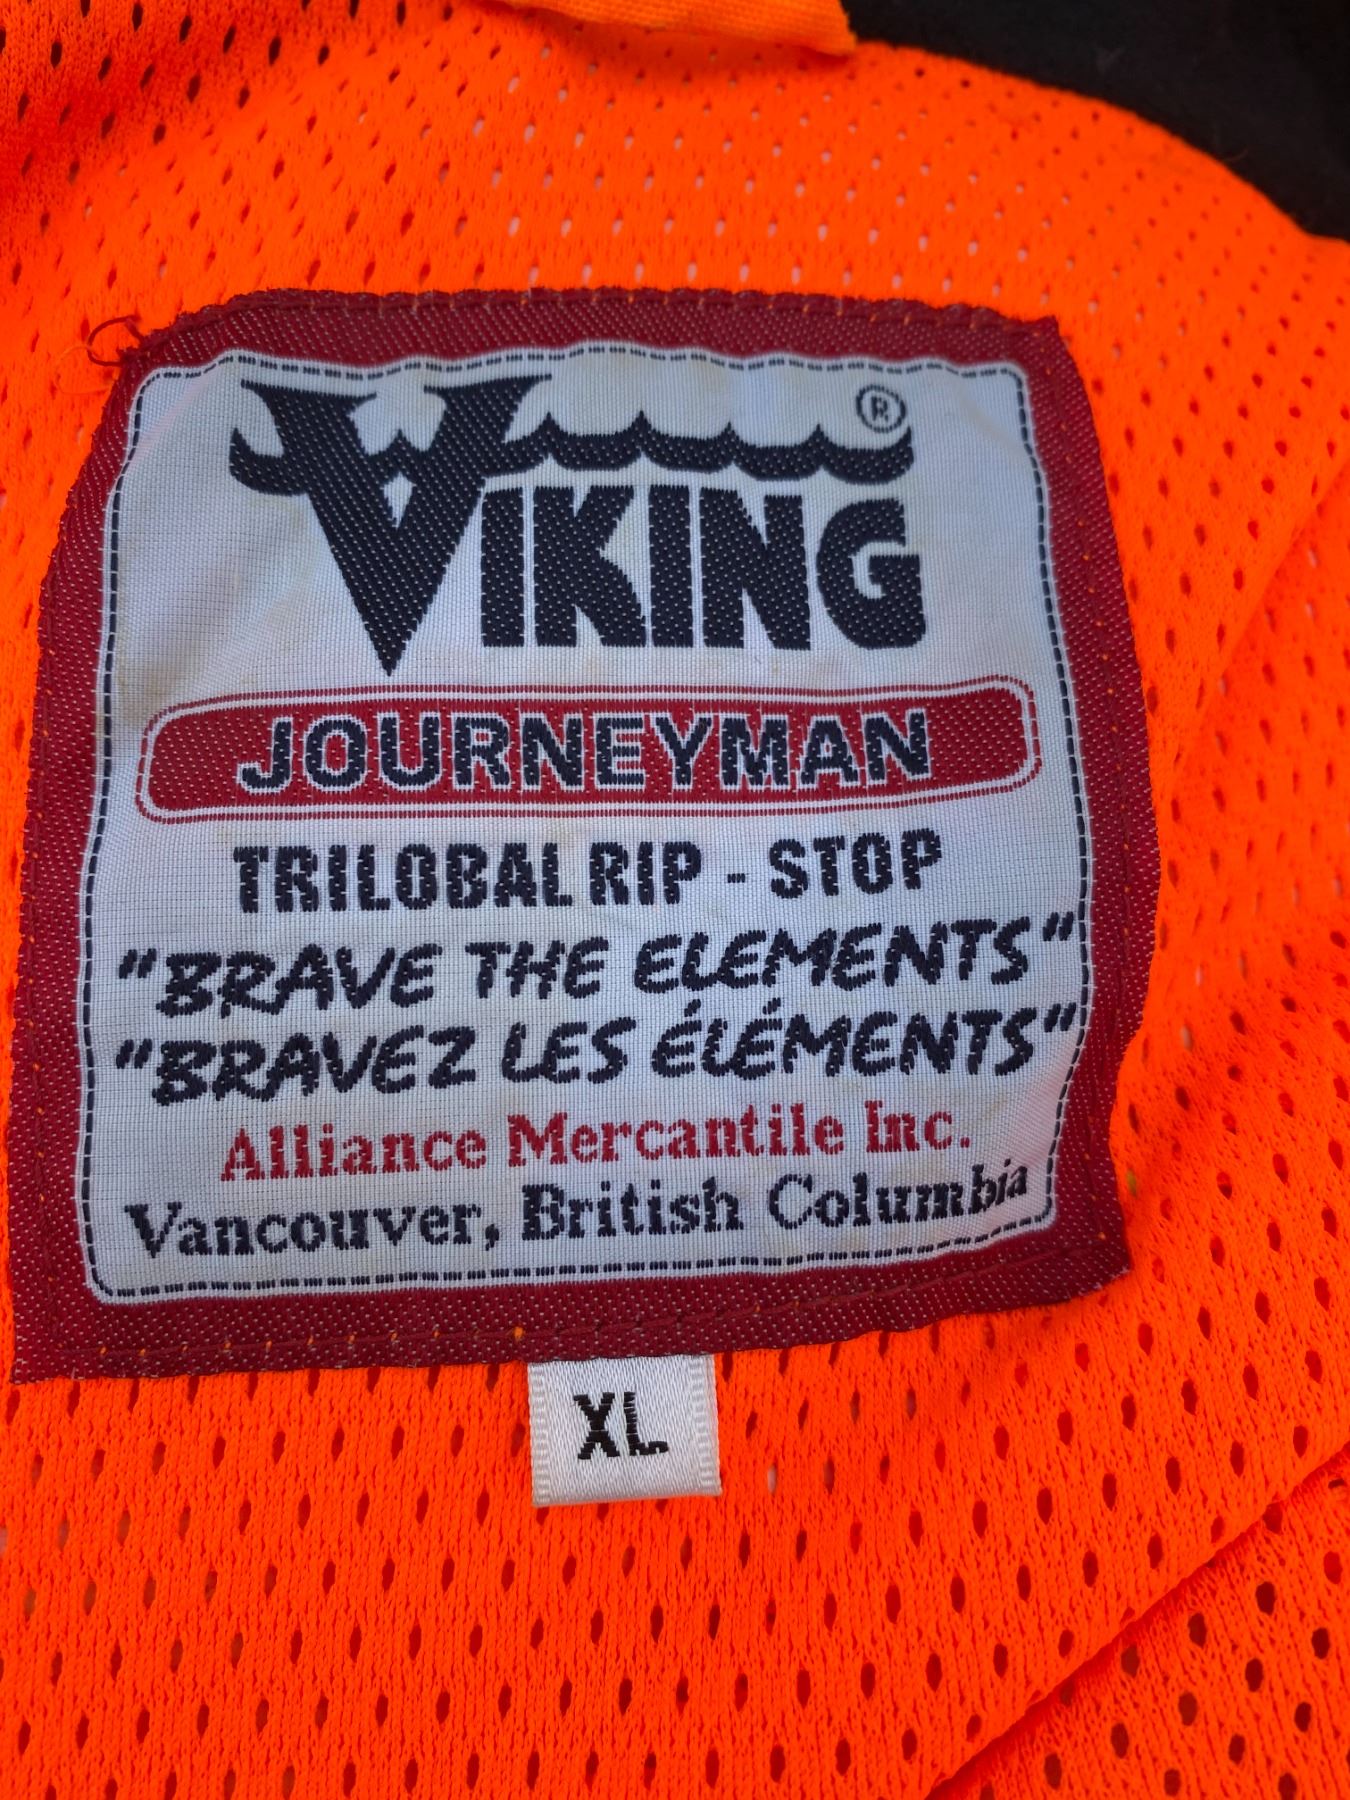 VIKING ®
JOURNEYMAN
TRILOBAL RIP - STOP
"BRAVE THE ELEMENTS"
"BRAVEZ LES ÉLÉMENTS"
Alliance Mercantile Inc.
Vancouver, British Columbia
XL